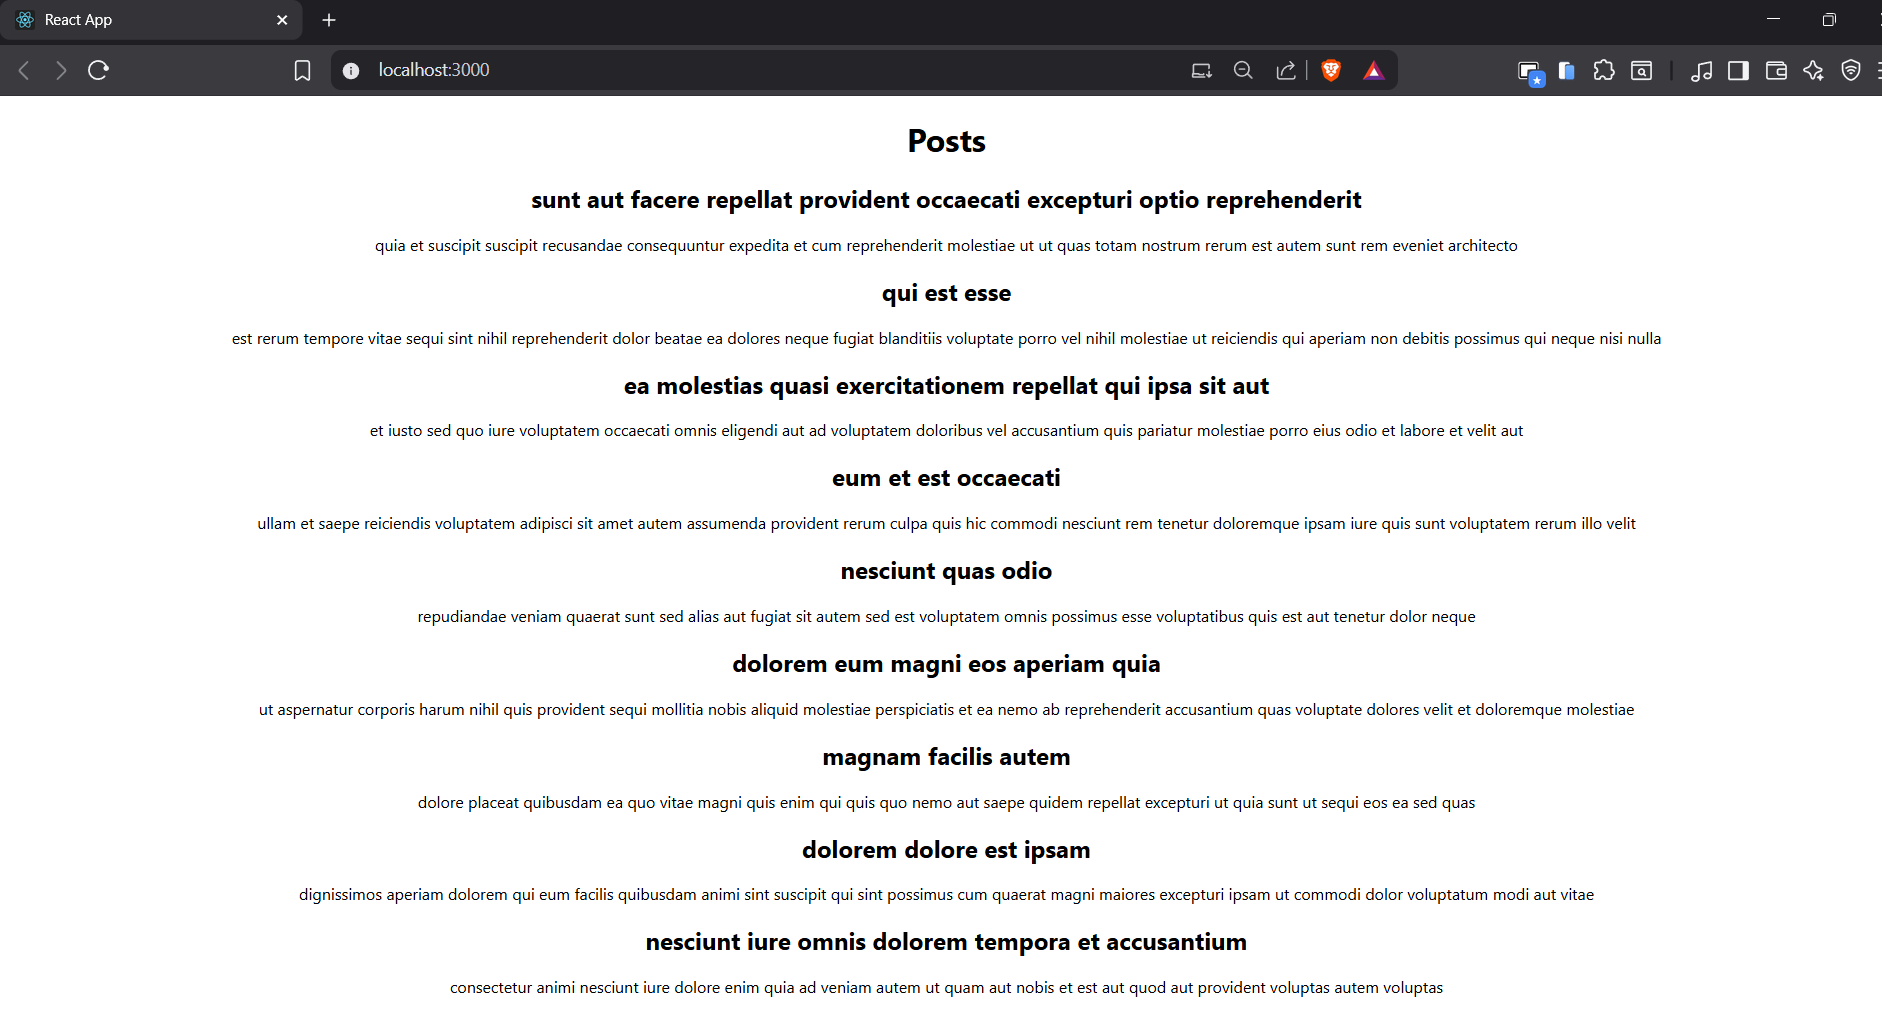 React App
localhost:3000
Posts
sunt aut facere repellat provident occaecati excepturi optio reprehenderit
quia et suscipit suscipit recusandae consequuntur expedita et cum reprehenderit molestiae ut ut quas totam nostrum rerum est autem sunt rem eveniet architecto
qui est esse
est rerum tempore vitae sequi sint nihil reprehenderit dolor beatae ea dolores neque fugiat blanditiis voluptate porro vel nihil molestiae ut reiciendis qui aperiam non debitis possimus qui neque nisi nulla
ea molestias quasi exercitationem repellat qui ipsa sit aut
et iusto sed quo iure voluptatem occaecati omnis eligendi aut ad voluptatem doloribus vel accusantium quis pariatur molestiae porro eius odio et labore et velit aut
eum et est occaecati
ullam et saepe reiciendis voluptatem adipisci sit amet autem assumenda provident rerum culpa quis hic commodi nesciunt rem tenetur doloremque ipsam iure quis sunt voluptatem rerum illo velit
nesciunt quas odio
repudiandae veniam quaerat sunt sed alias aut fugiat sit autem sed est voluptatem omnis possimus esse voluptatibus quis est aut tenetur dolor neque
dolorem eum magni eos aperiam quia
ut aspernatur corporis harum nihil quis provident sequi mollitia nobis aliquid molestiae perspiciatis et ea nemo ab reprehenderit accusantium quas voluptate dolores velit et doloremque molestiae
magnam facilis autem
dolore placeat quibusdam ea quo vitae magni quis enim qui quis quo nemo aut saepe quidem repellat excepturi ut quia sunt ut sequi eos ea sed quas
dolorem dolore est ipsam
dignissimos aperiam dolorem qui eum facilis quibusdam animi sint suscipit qui sint possimus cum quaerat magni maiores excepturi ipsam ut commodi dolor voluptatum modi aut vitae
nesciunt iure omnis dolorem tempora et accusantium
consectetur animi nesciunt iure dolore enim quia ad veniam autem ut quam aut nobis et est aut quod aut provident voluptas autem voluptas